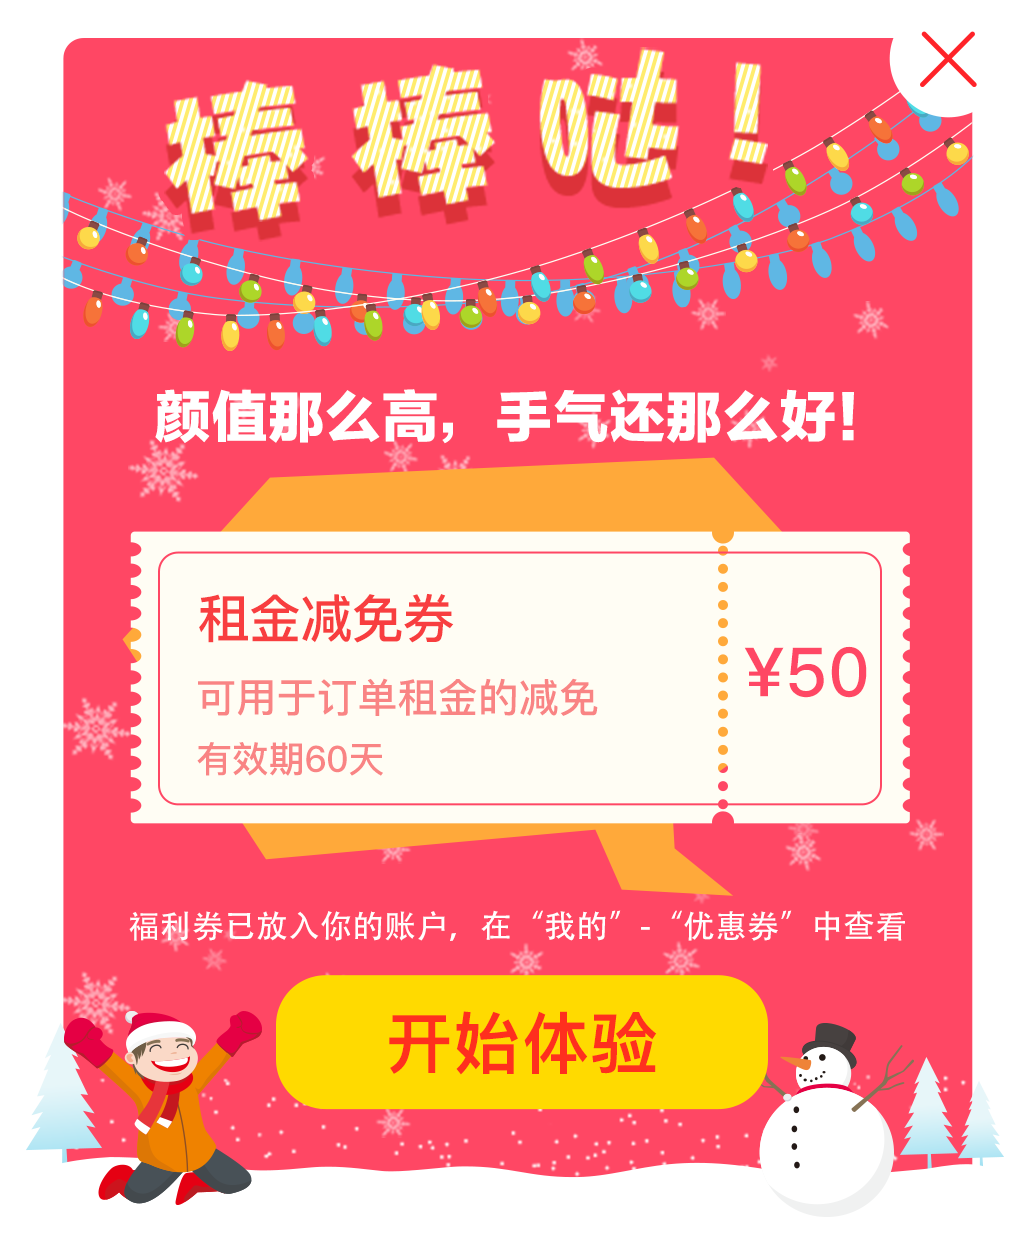 棒棒哒！
颜值那么高，手气还那么好！
租金减免券
可用于订单租金的减免
有效期60天
¥50
福利券已放入你的账户，在“我的”-“优惠券”中查看
开始体验